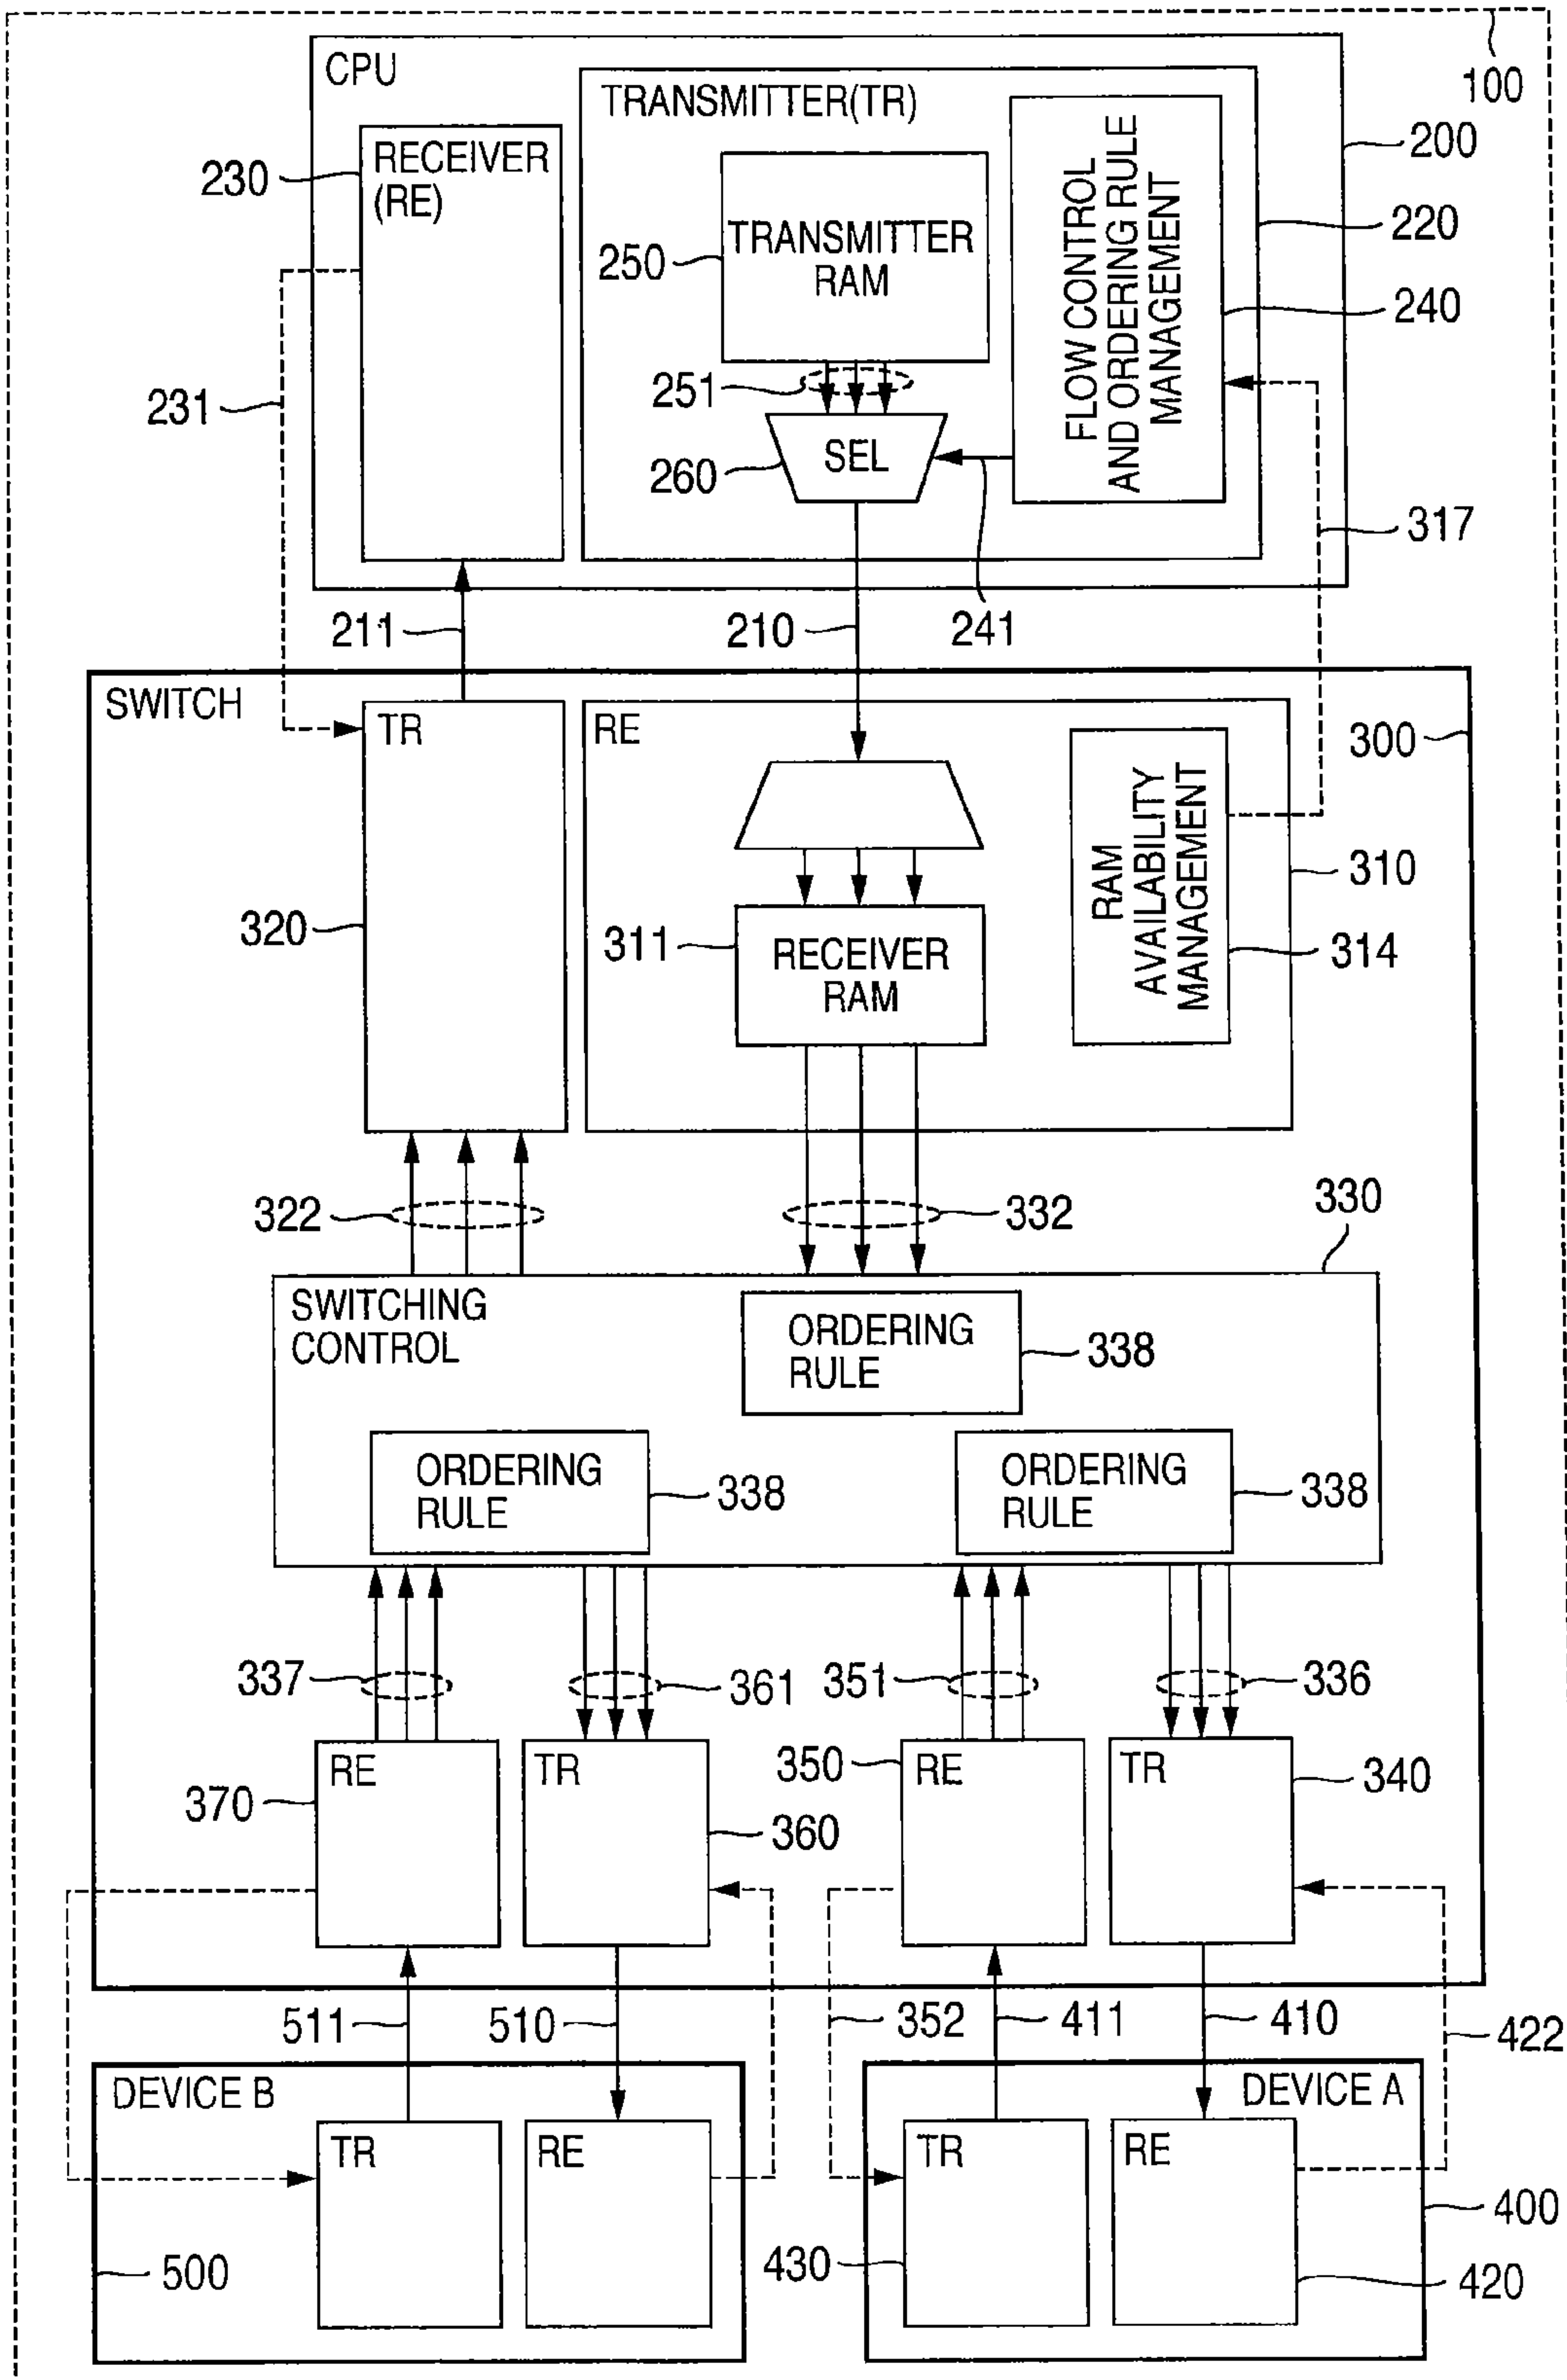 100
CPU
TRANSMITTER(TR)
200
RECEIVER
(RE)
230
TRANSMITTER
RAM
250
FLOW CONTROL
AND ORDERING RULE
MANAGEMENT
220
240
231
251
SEL
260
317
211
210
241
SWITCH
TR
RE
300
RAM
AVAILABILITY
MANAGEMENT
310
320
311
RECEIVER
RAM
314
322
332
330
SWITCHING
CONTROL
ORDERING
RULE
338
ORDERING
RULE
338
ORDERING
RULE
338
337
361
351
336
RE
370
TR
360
350
RE
TR
340
511
510
352
411
410
422
DEVICE B
DEVICE A
TR
RE
TR
RE
400
500
430
420